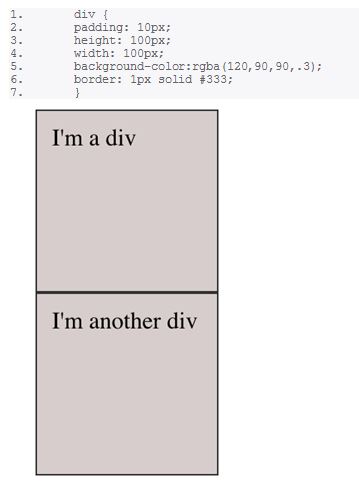 1. div {
2. padding: 10px;
3. height: 100px;
4. width: 100px;
5. background-color:rgba(120,90,90,.3);
6. border: 1px solid #333;
7. }
I'm a div
I'm another div